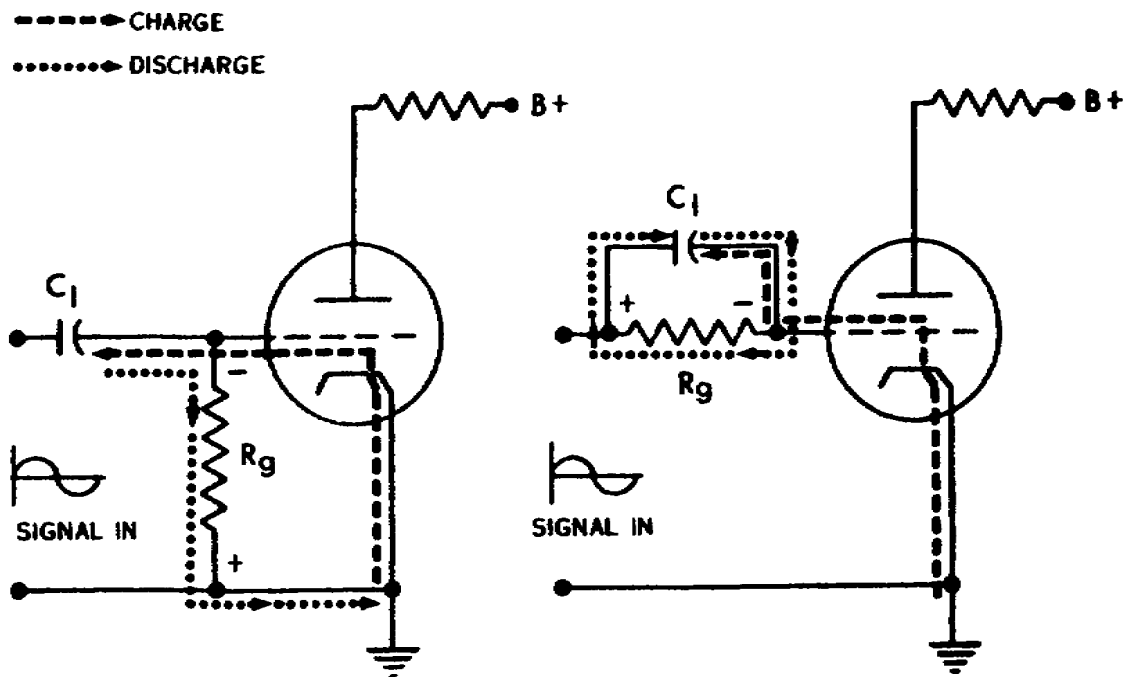 CHARGE
DISCHARGE
B+
B+
C1
C1
+
-
Rg
-
Rg
+
SIGNAL IN
SIGNAL IN